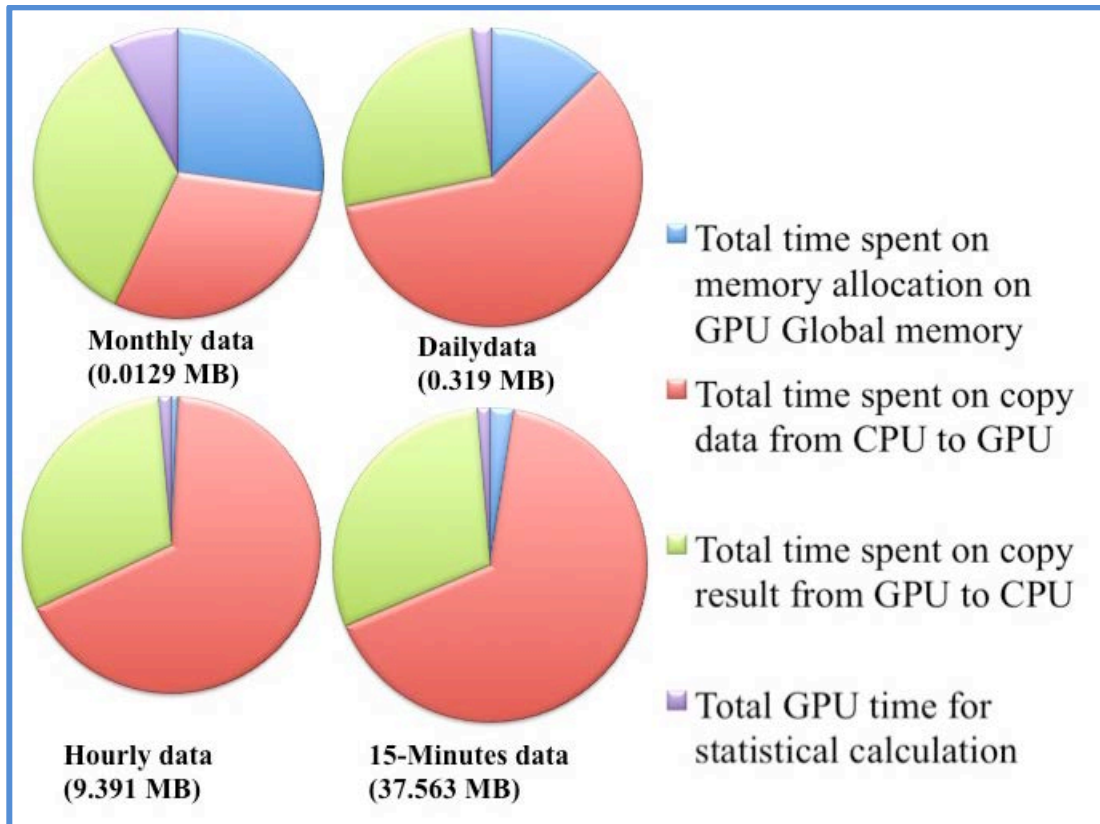 Monthly data
(0.0129 MB)
Dailydata
(0.319 MB)
Hourly data
(9.391 MB)
15-Minutes data
(37.563 MB)
Total time spent on
memory allocation on
GPU Global memory
Total time spent on copy
data from CPU to GPU
Total time spent on copy
result from GPU to CPU
Total GPU time for
statistical calculation